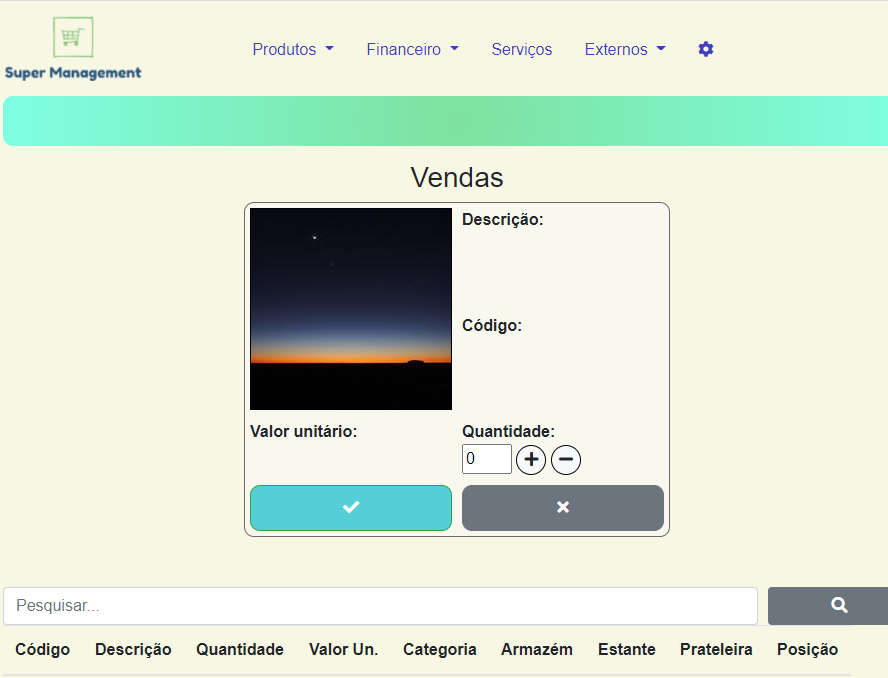 Super Management
Produtos Financeiro Serviços Externos
Vendas
Descrição:
Código:
Valor unitário:
Quantidade:
0
Pesquisar...
Código Descrição Quantidade Valor Un. Categoria Armazém Estante Prateleira Posição